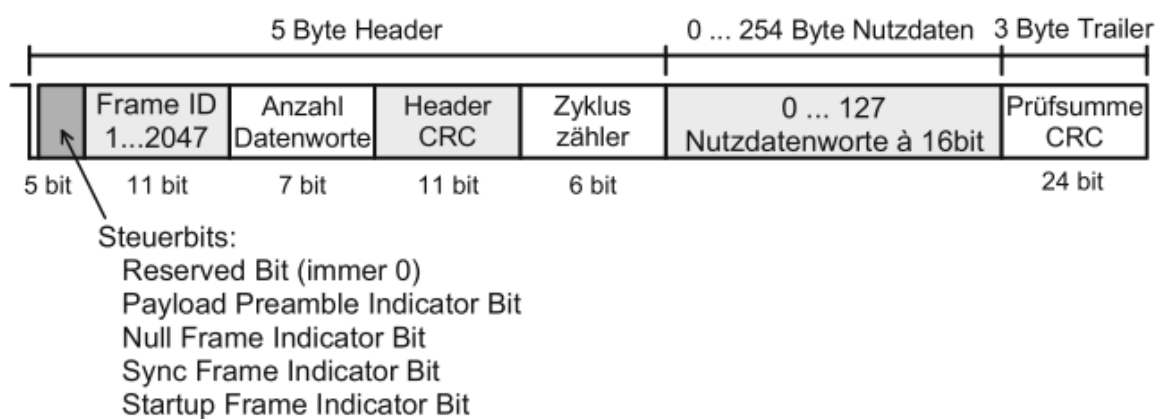 5 Byte Header 0 ... 254 Byte Nutzdaten 3 Byte Trailer
Frame ID Anzahl Header Zyklus 0 ... 127 Prüfsumme
1...2047 Datenworte CRC zähler Nutzdatenworte à 16bit CRC
5 bit 11 bit 7 bit 11 bit 6 bit 24 bit
Steuerbits:
Reserved Bit (immer 0)
Payload Preamble Indicator Bit
Null Frame Indicator Bit
Sync Frame Indicator Bit
Startup Frame Indicator Bit